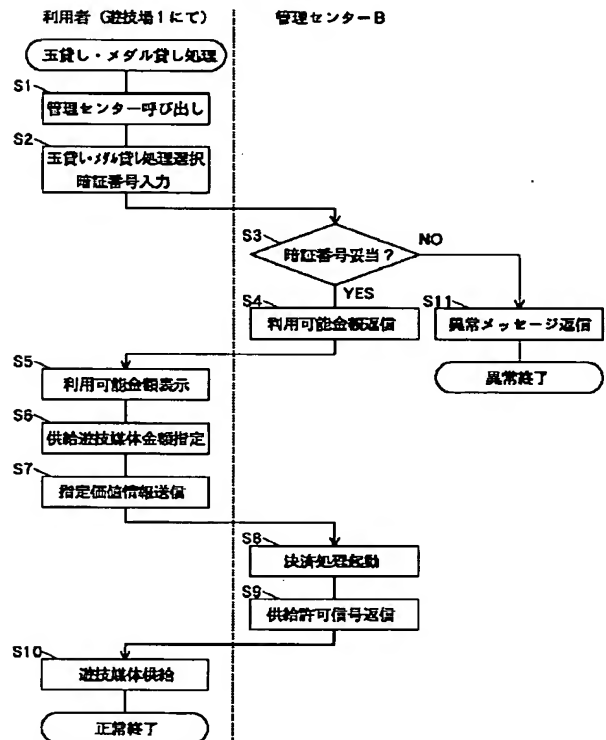 利用者(遊技場1にて)
管理センターB
玉貸し・メダル貸し処理
S1
管理センター呼び出し
S2
玉貸し・メダル貸し処理選択
暗証番号入力
S3
暗証番号妥当?
NO
YES
S4
利用可能金額返信
S11
異常メッセージ返信
異常終了
S5
利用可能金額表示
S6
供給遊技媒体金額指定
S7
指定価値情報送信
S8
決済処理起動
S9
供給許可信号返信
S10
遊技媒体供給
正常終了